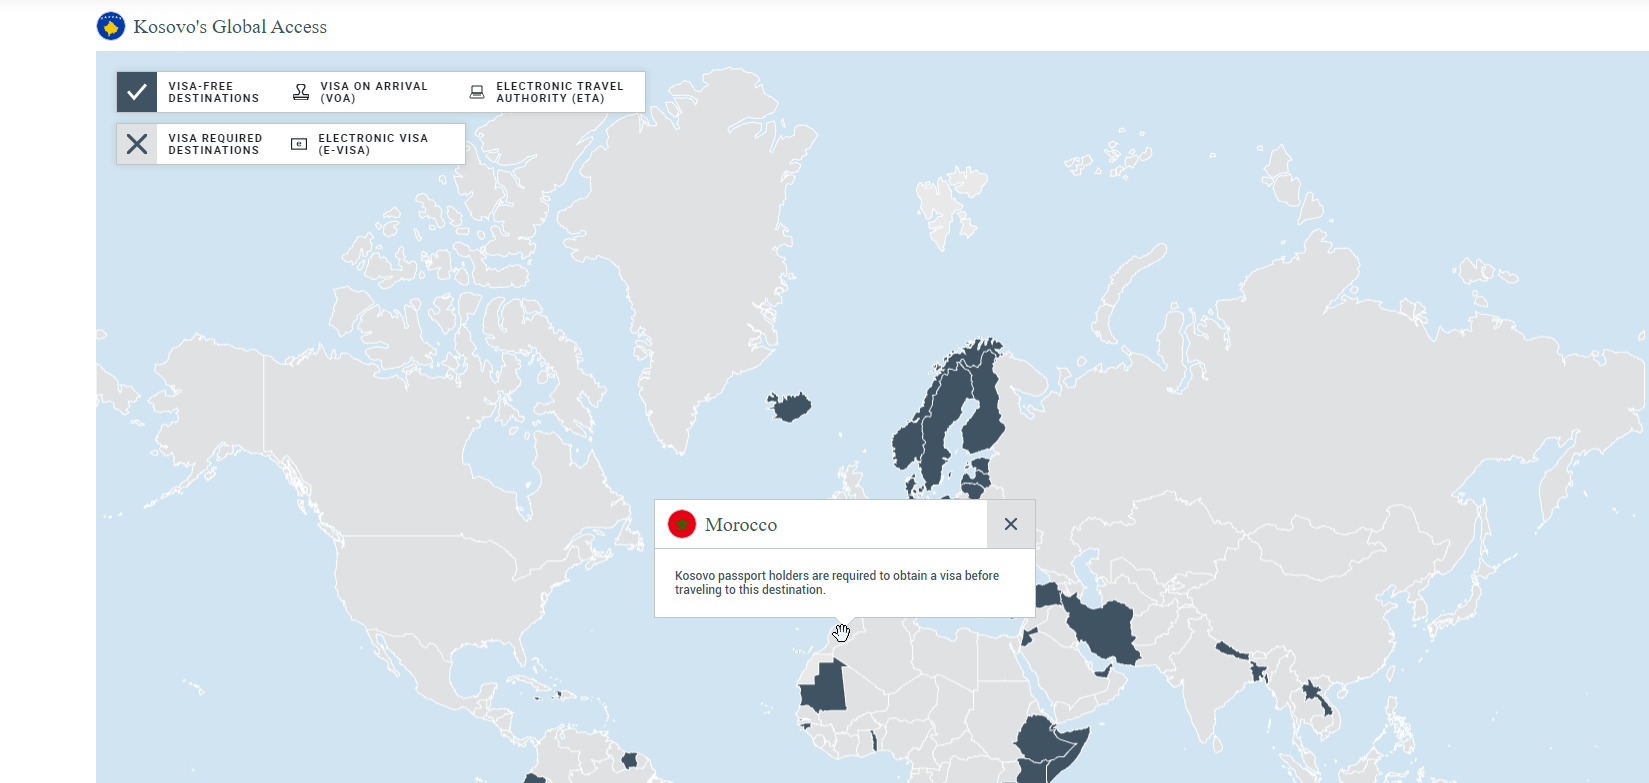 Kosovo's Global Access
VISA-FREE
DESTINATIONS
VISA ON ARRIVAL
(VOA)
ELECTRONIC TRAVEL
AUTHORITY (ETA)
VISA REQUIRED
DESTINATIONS
e
ELECTRONIC VISA
(E-VISA)
Morocco
Kosovo passport holders are required to obtain a visa before
traveling to this destination.